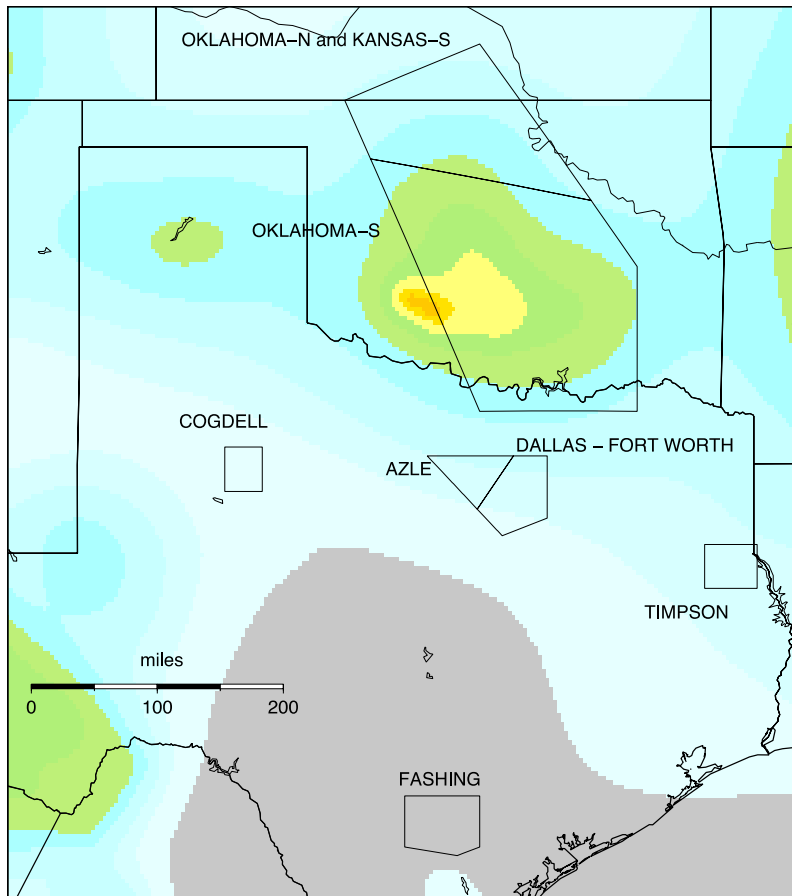 OKLAHOMA–N and KANSAS–S
OKLAHOMA–S
COGDELL
DALLAS – FORT WORTH
AZLE
TIMPSON
miles
0 100 200
FASHING